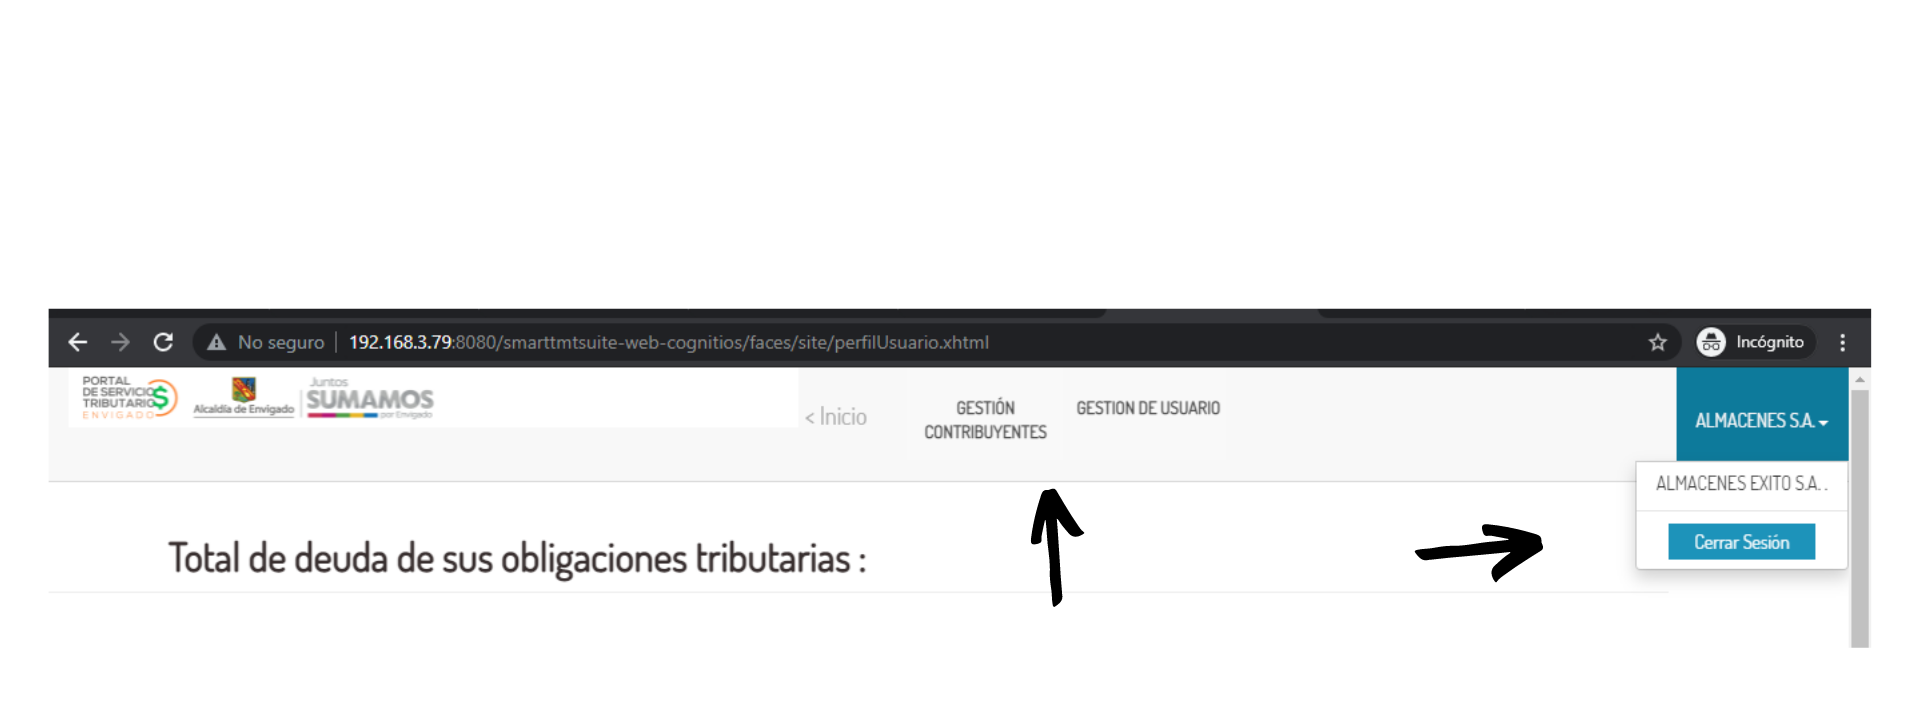 No seguro | 192.168.3.79:8080/smarttmtsuite-web-cognitios/faces/site/perfilUsuario.xhtml
Incógnito
PORTAL
DE SERVICIOS
TRIBUTARIOS
ENVIGADO
Alcaldía de Envigado
Juntos
SUMAMOS
por Envigado
< Inicio
GESTIÓN
CONTRIBUYENTES
GESTION DE USUARIO
ALMACENES S.A.
ALMACENES EXITO S.A. .
Cerrar Sesión
Total de deuda de sus obligaciones tributarias :